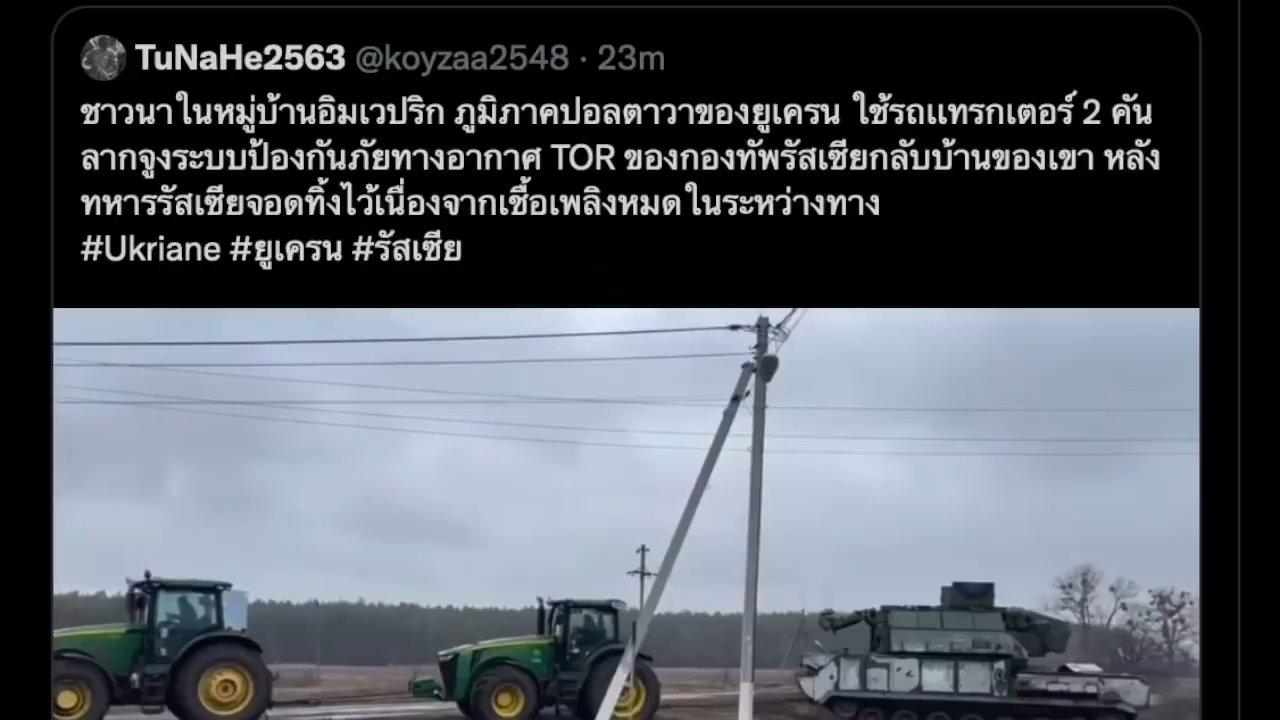 TuNaHe2563 @koyzaa2548 · 23m
ชาวนาในหมู่บ้านอิมเวปริก ภูมิภาคปอลตาวาของยูเครน ใช้รถแทรกเตอร์ 2 คัน
ลากจูงระบบป้องกันภัยทางอากาศ TOR ของกองทัพรัสเซียกลับบ้านของเขา หลัง
ทหารรัสเซียจอดทิ้งไว้เนื่องจากเชื้อเพลิงหมดในระหว่างทาง
#Ukriane #ยูเครน #รัสเซีย